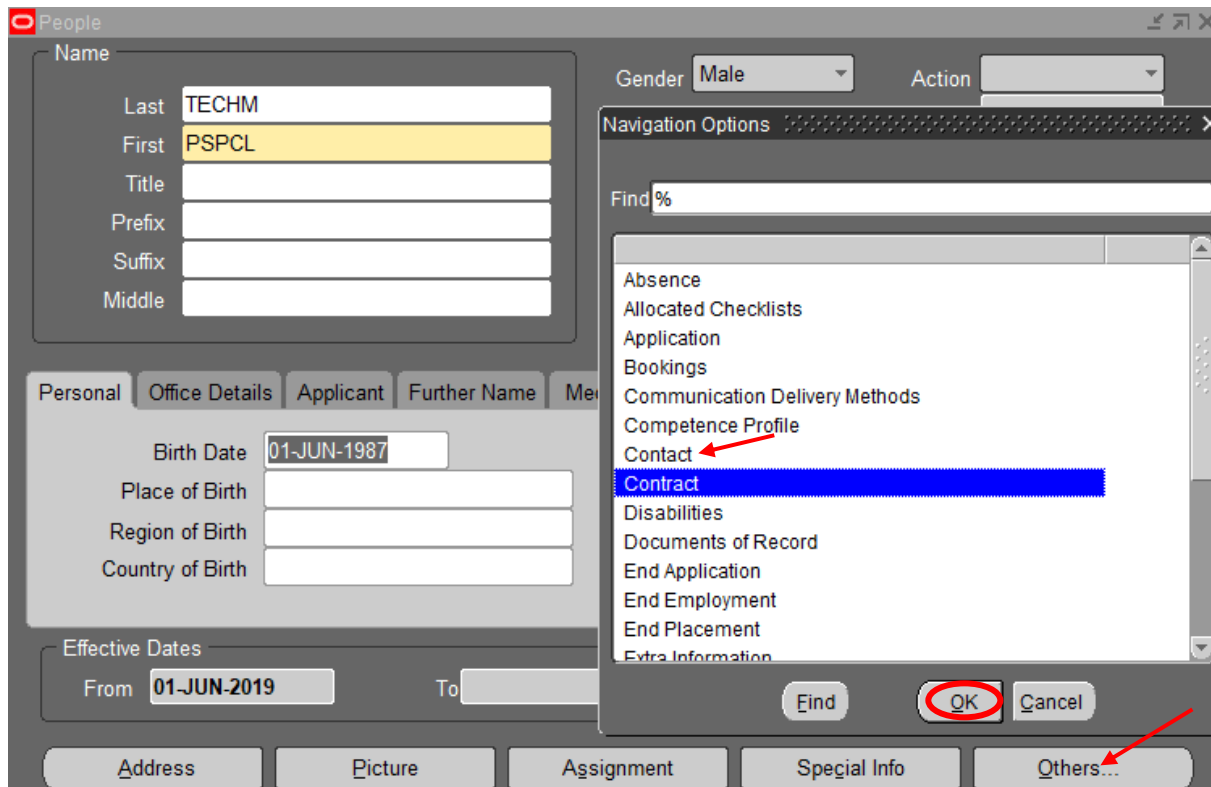 People
Name
Last TECHM
First PSPCL
Title
Prefix
Suffix
Middle
Gender Male
Action
Navigation Options
Find %
Absence
Allocated Checklists
Application
Bookings
Communication Delivery Methods
Competence Profile
Contact
Contract
Disabilities
Documents of Record
End Application
End Employment
End Placement
Extra Information
Find OK Cancel
Personal Office Details Applicant Further Name
Birth Date 01-JUN-1987
Place of Birth
Region of Birth
Country of Birth
Effective Dates
From 01-JUN-2019 To
Address Picture Assignment Special Info Others...